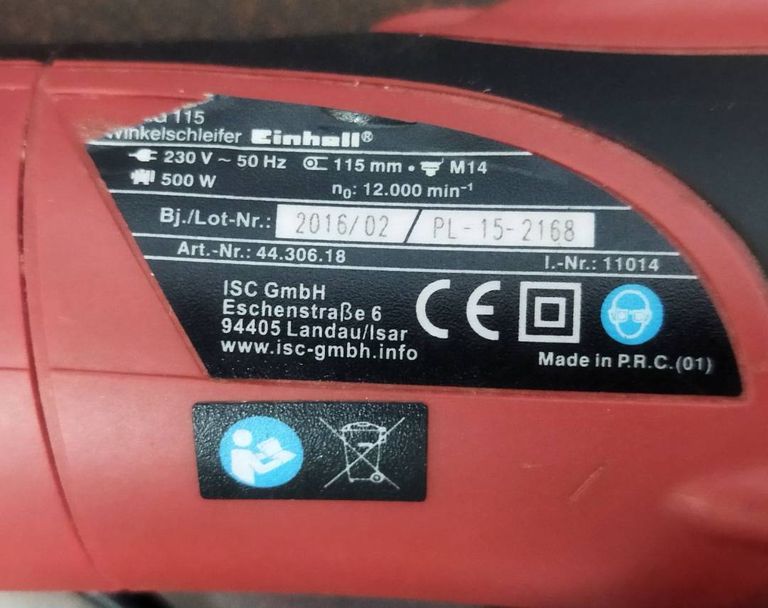 G 115
Winkelschleifer Einhell®
230 V ~ 50 Hz 115 mm • M14
500 W n₀: 12.000 min⁻¹
Bj./Lot-Nr.: 2016/02 / PL-15-2168
Art.-Nr.: 44.306.18 I.-Nr.: 11014
ISC GmbH
Eschenstraße 6
94405 Landau/Isar
www.isc-gmbh.info
CE
Made in P.R.C. (01)